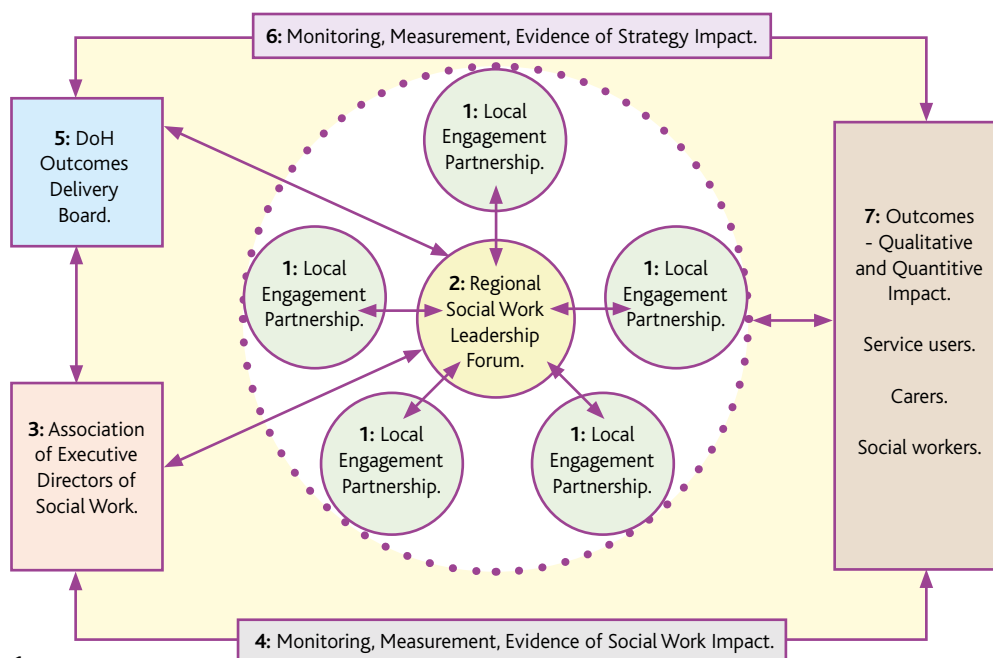 6: Monitoring, Measurement, Evidence of Strategy Impact.
5: DoH
Outcomes
Delivery
Board.
1: Local
Engagement
Partnership.
1: Local
Engagement
Partnership.
2: Regional
Social Work
Leadership
Forum.
1: Local
Engagement
Partnership.
7: Outcomes
- Qualitative
and Quantitive
Impact.
Service users.
Carers.
Social workers.
3: Association
of Executive
Directors of
Social Work.
1: Local
Engagement
Partnership.
1: Local
Engagement
Partnership.
4: Monitoring, Measurement, Evidence of Social Work Impact.